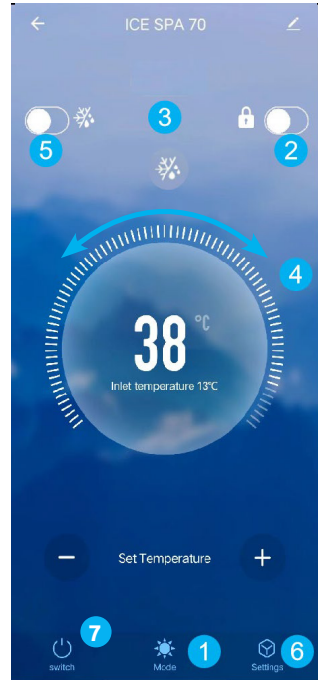 ICE SPA 70
3
5
2
4
38 °C
Inlet temperature 13°C
Set Temperature
7
1
6
switch
Mode
Settings